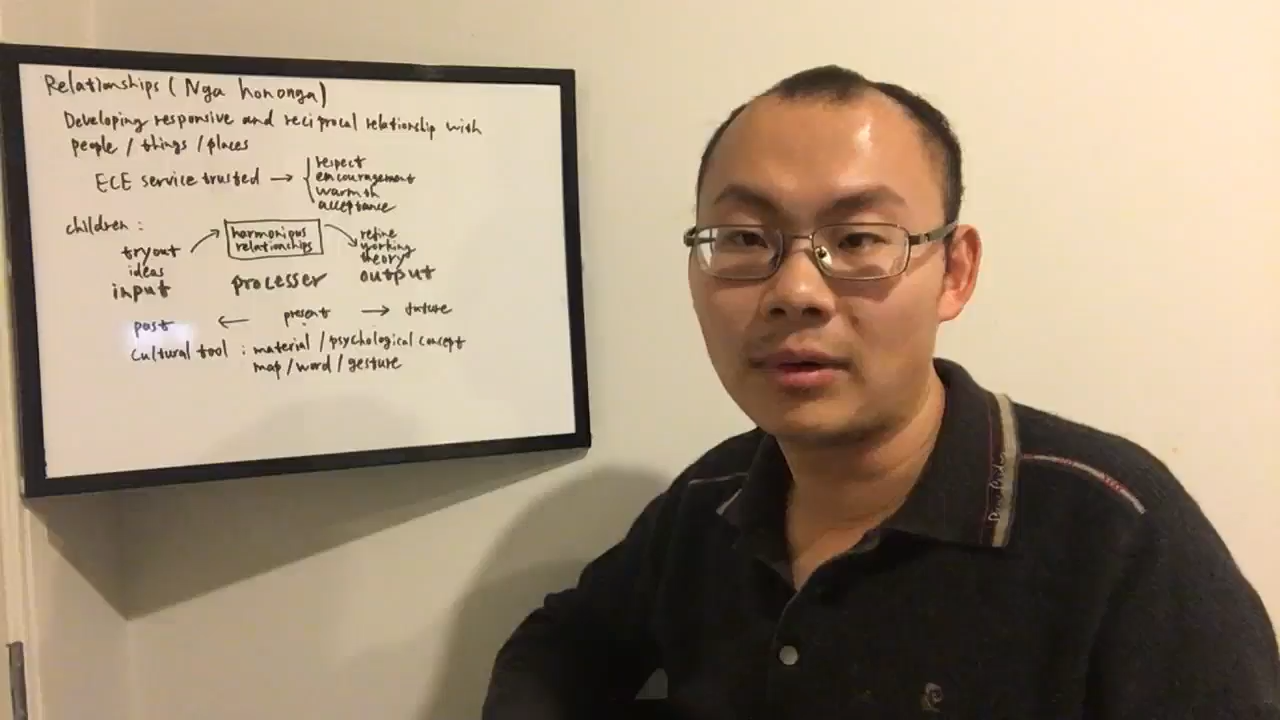 Relationships (Nga hononga)
Developing responsive and reciprocal relationship with
people / things / places
ECE service trusted → respect
encouragement
warmth
acceptance
children :
tryout
ideas
input
harmonious
relationships
processer
refine
working
theory
output
past ← present → future
cultural tool : material / psychological concept
map / word / gesture